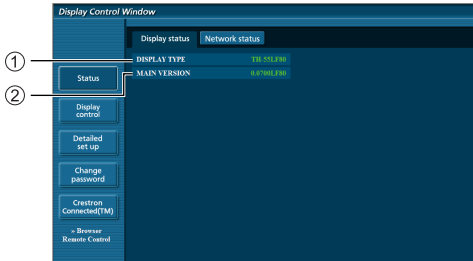 Display Control Window
Display status
Network status
① DISPLAY TYPE TH-55LF80
② MAIN VERSION 0.0700LF80
Status
Display
control
Detailed
set up
Change
password
Crestron
Connected(TM)
» Browser
Remote Control